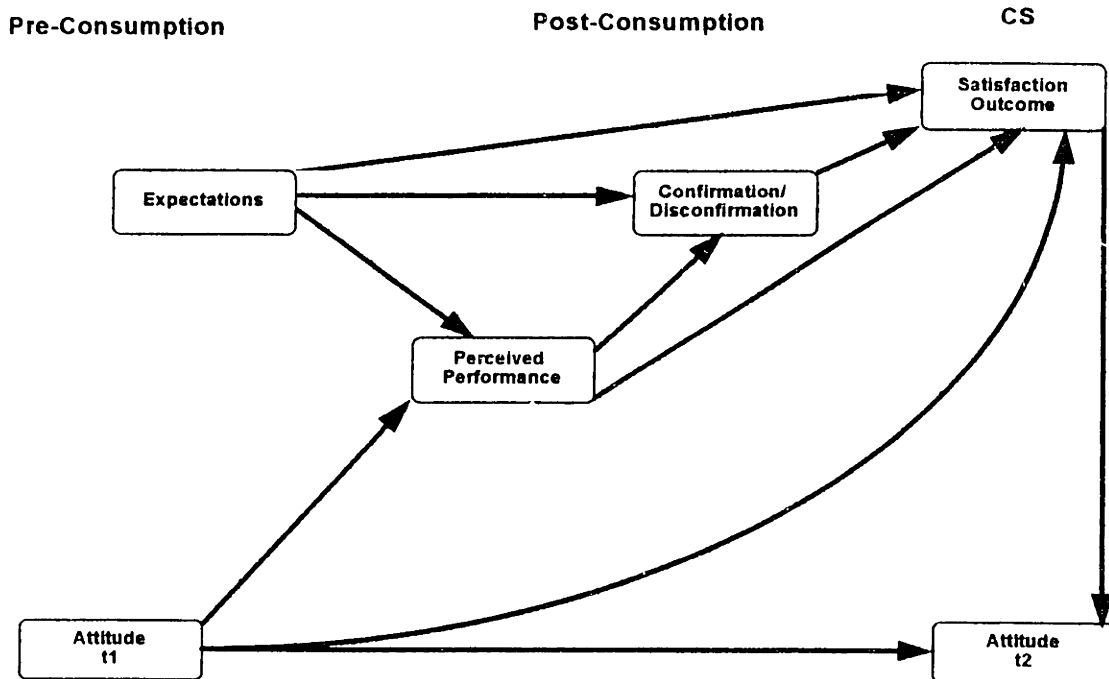 Pre-Consumption
Post-Consumption
CS
Satisfaction
Outcome
Expectations
Confirmation/
Disconfirmation
Perceived
Performance
Attitude
t1
Attitude
t2